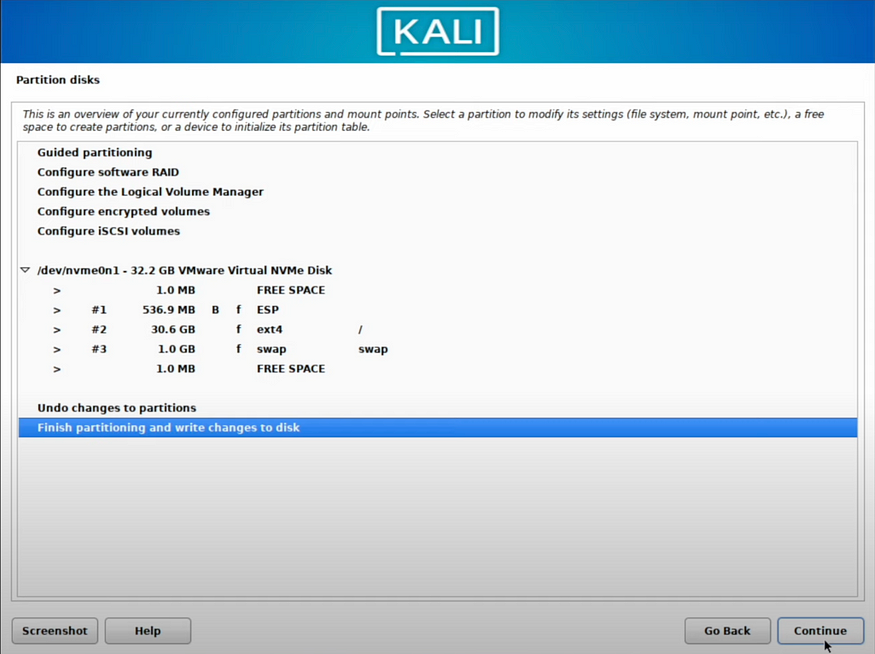 KALI
Partition disks
This is an overview of your currently configured partitions and mount points. Select a partition to modify its settings (file system, mount point, etc.), a free
space to create partitions, or a device to initialize its partition table.
Guided partitioning
Configure software RAID
Configure the Logical Volume Manager
Configure encrypted volumes
Configure iSCSI volumes
/dev/nvme0n1 - 32.2 GB VMware Virtual NVMe Disk
> 1.0 MB FREE SPACE
> #1 536.9 MB B f ESP
> #2 30.6 GB f ext4 /
> #3 1.0 GB f swap swap
> 1.0 MB FREE SPACE
Undo changes to partitions
Finish partitioning and write changes to disk
Screenshot Help Go Back Continue